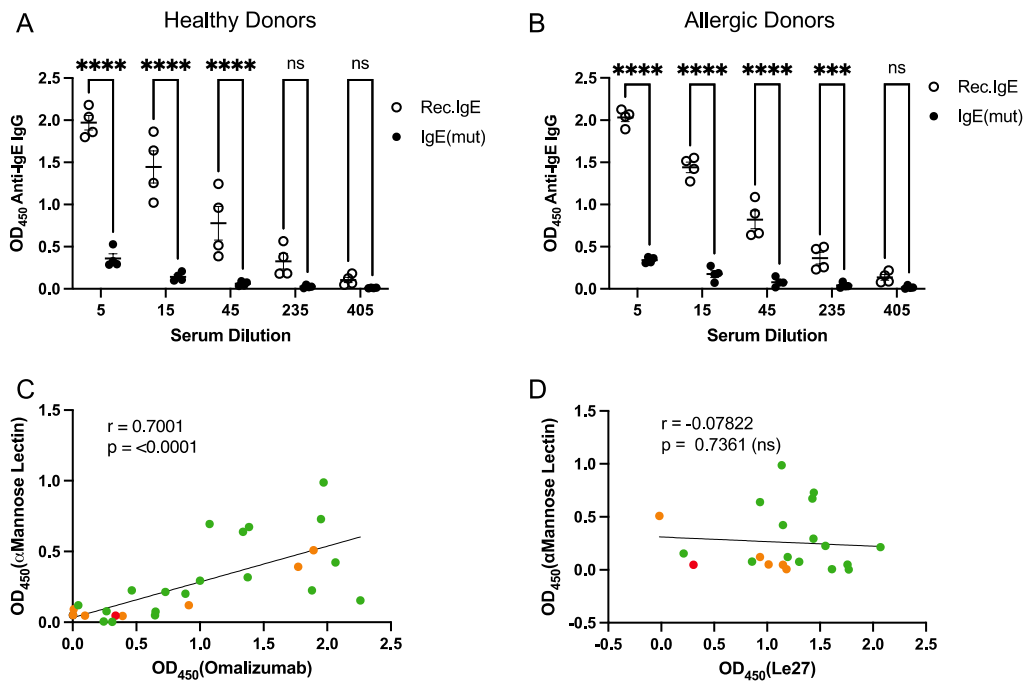 A
Healthy Donors
**** **** **** ns ns
2.5
2.0
1.5
1.0
0.5
0.0
OD450 Anti-IgE IgG
5 15 45 235 405
Serum Dilution
Rec.IgE
IgE(mut)
B
Allergic Donors
**** **** **** *** ns
2.5
2.0
1.5
1.0
0.5
0.0
OD450 Anti-IgE IgG
5 15 45 235 405
Serum Dilution
Rec.IgE
IgE(mut)
C
r = 0.7001
p = <0.0001
1.5
1.0
0.5
0.0
OD450(αMannose Lectin)
0.0 0.5 1.0 1.5 2.0 2.5
OD450(Omalizumab)
D
r = -0.07822
p = 0.7361 (ns)
1.5
1.0
0.5
0.0
-0.5
OD450(αMannose Lectin)
-0.5 0.0 0.5 1.0 1.5 2.0 2.5
OD450(Le27)